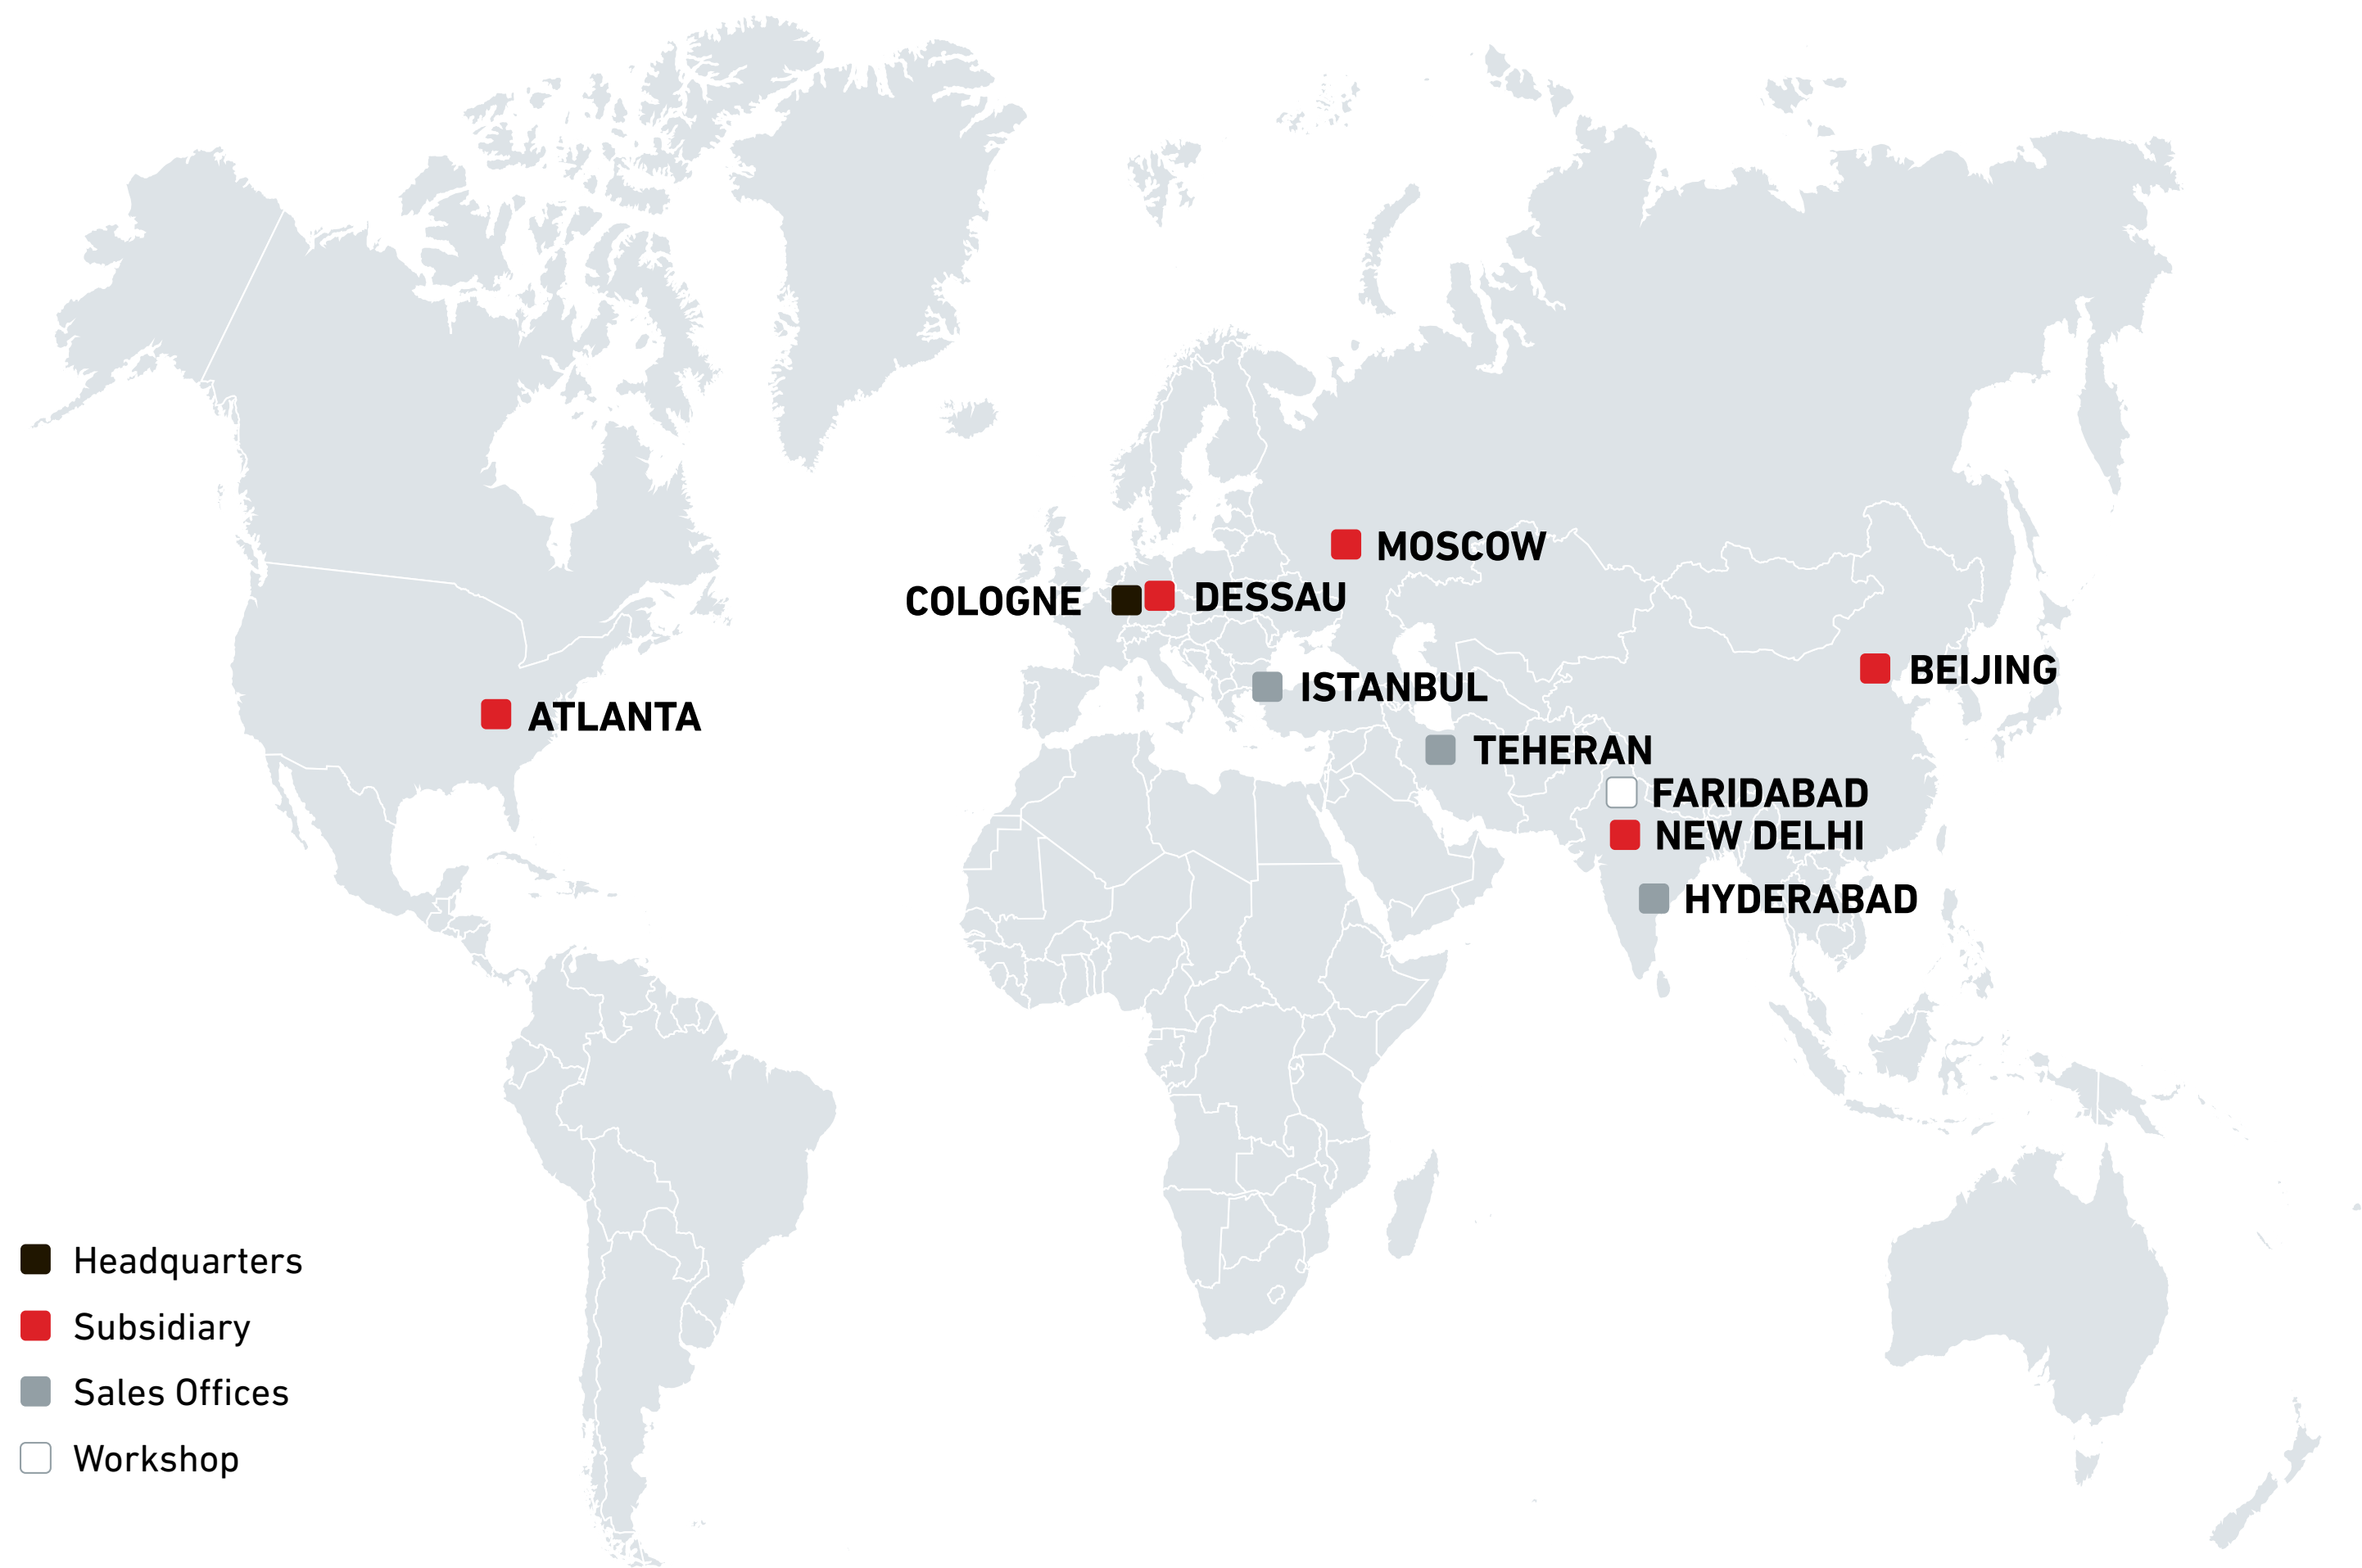 MOSCOW
COLOGNE
DESSAU
BEIJING
ISTANBUL
ATLANTA
TEHERAN
FARIDABAD
NEW DELHI
HYDERABAD
Headquarters
Subsidiary
Sales Offices
Workshop